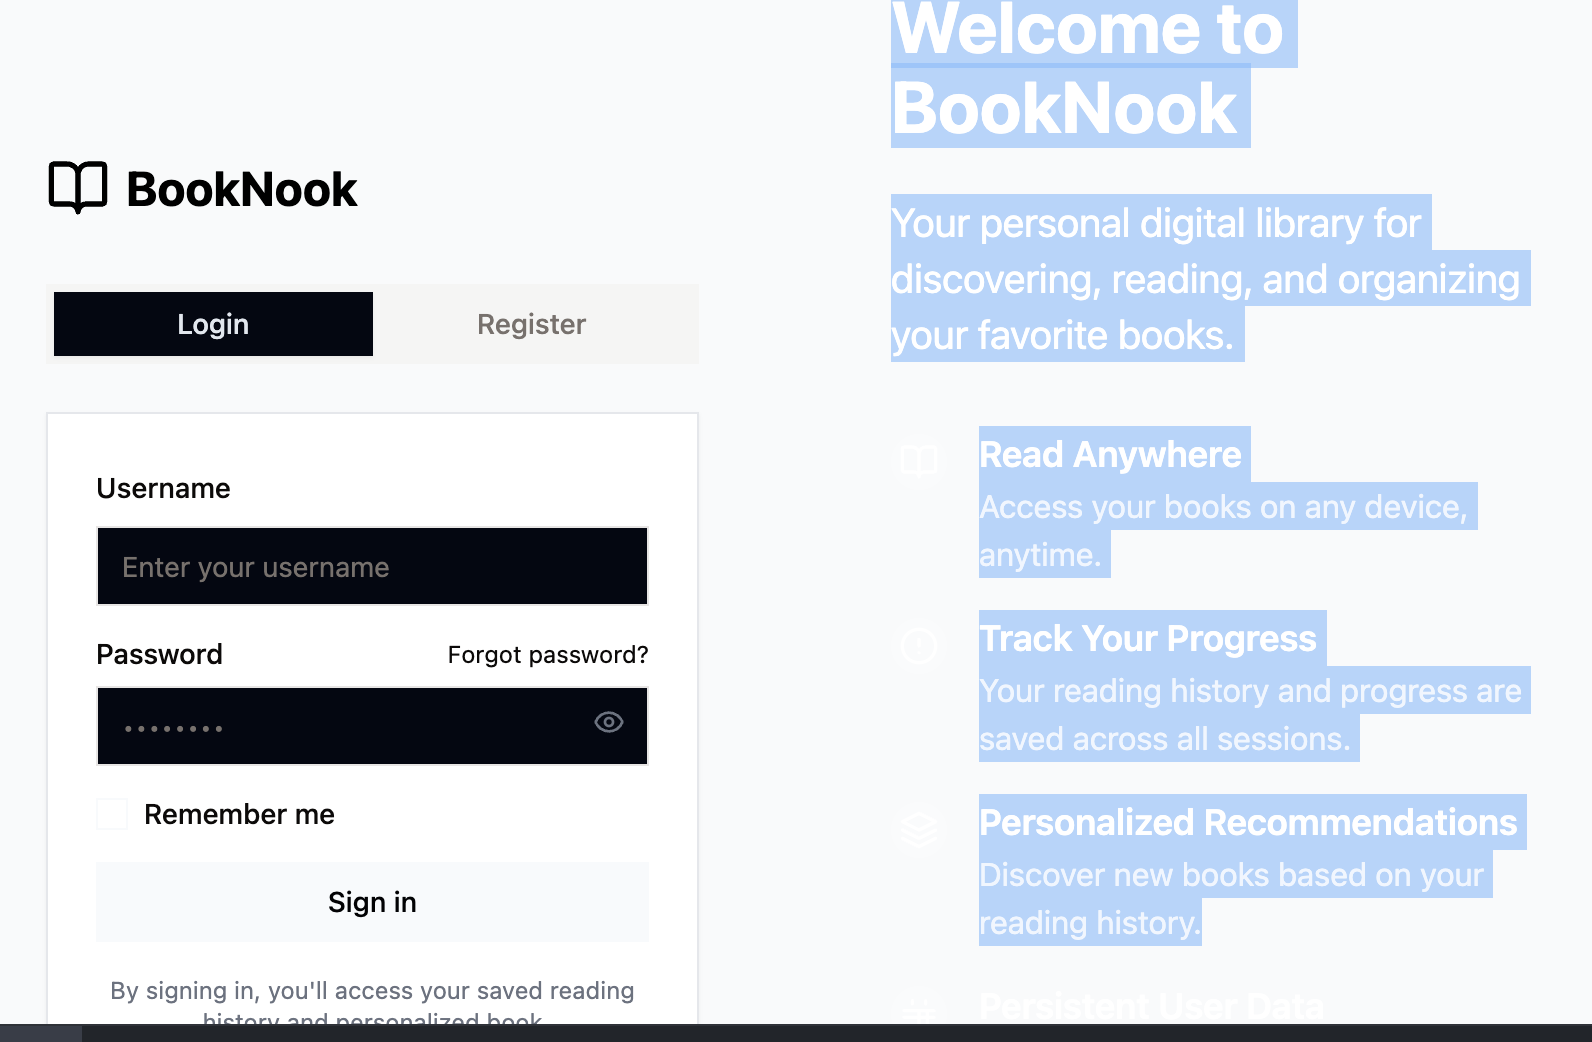 BookNook
Login
Register
Username
Enter your username
Password
Forgot password?
Remember me
Sign in
By signing in, you'll access your saved reading
history and personalized book
Welcome to
BookNook
Your personal digital library for
discovering, reading, and organizing
your favorite books.
Read Anywhere
Access your books on any device,
anytime.
Track Your Progress
Your reading history and progress are
saved across all sessions.
Personalized Recommendations
Discover new books based on your
reading history.
Persistent User Data